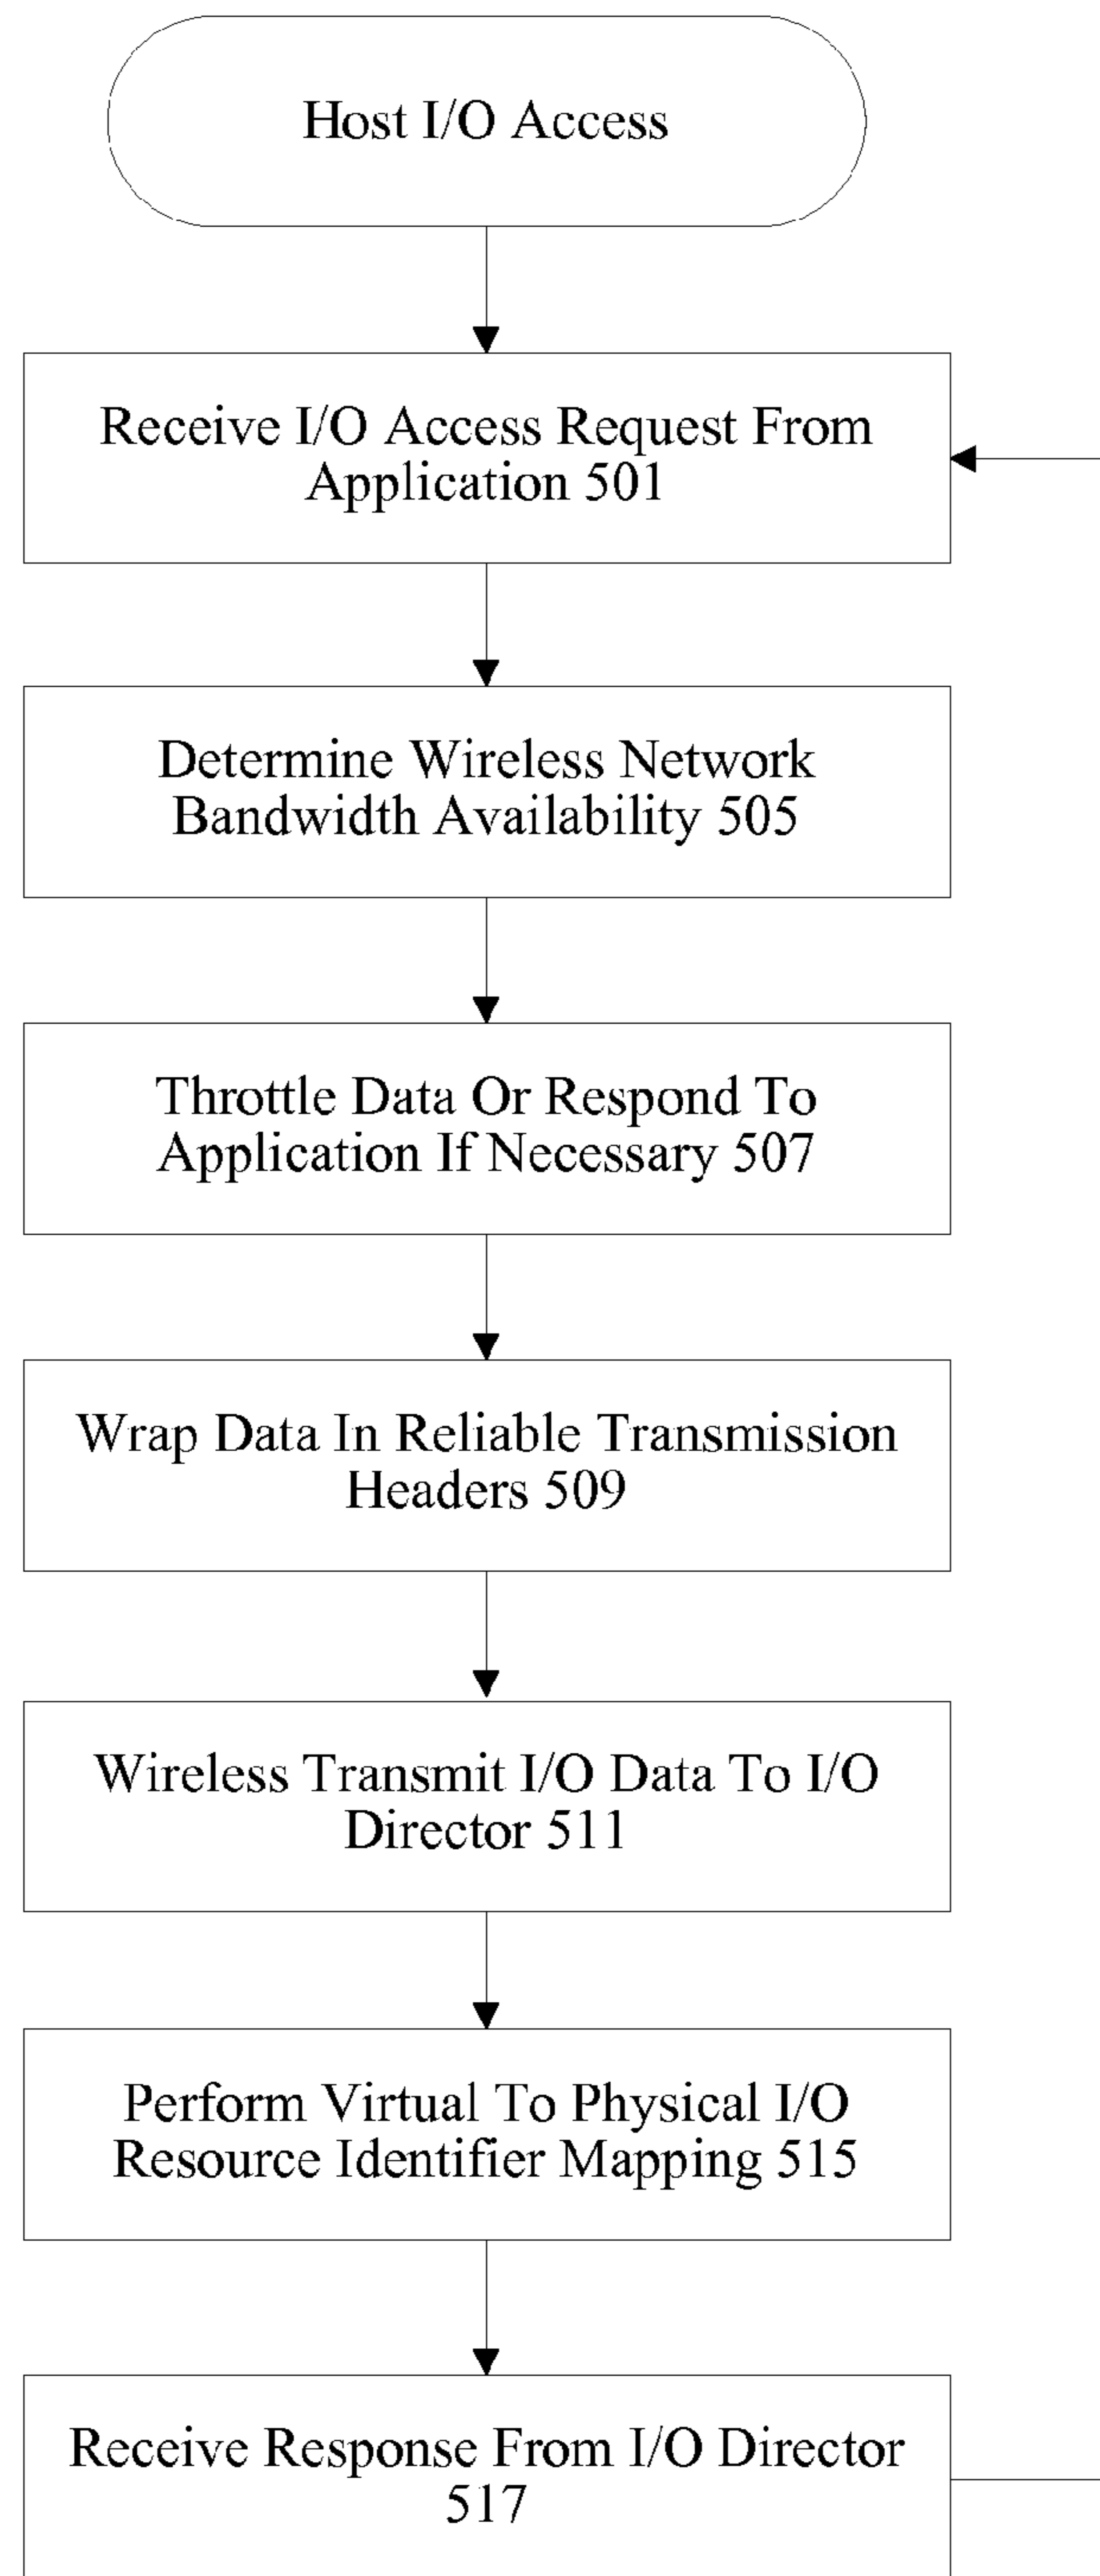 Host I/O Access
Receive I/O Access Request From
Application 501
Determine Wireless Network
Bandwidth Availability 505
Throttle Data Or Respond To
Application If Necessary 507
Wrap Data In Reliable Transmission
Headers 509
Wireless Transmit I/O Data To I/O
Director 511
Perform Virtual To Physical I/O
Resource Identifier Mapping 515
Receive Response From I/O Director
517